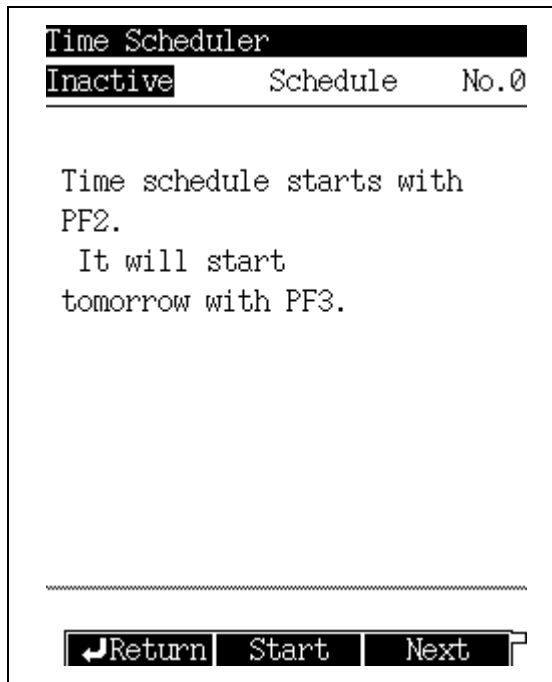 Time Scheduler
Inactive Schedule No.0
Time schedule starts with
PF2.
It will start
tomorrow with PF3.
Return Start Next